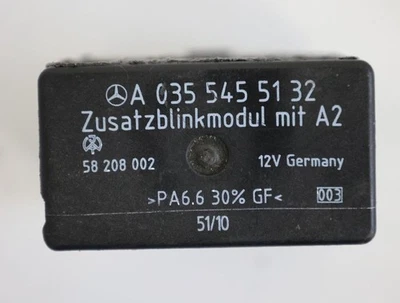 A 035 545 51 32
Zusatzblinkmodul mit A2
58 208 002 12V Germany
>PA6.6 30% GF< 003
51/10